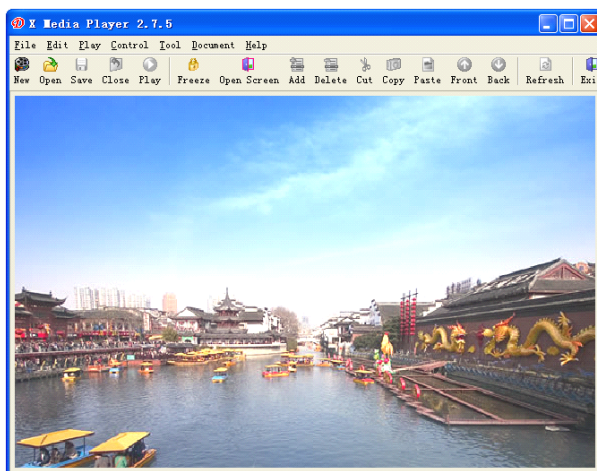 X Media Player 2.7.5
File Edit Play Control Tool Document Help
New Open Save Close Play Freeze Open Screen Add Delete Cut Copy Paste Front Back Refresh Exi